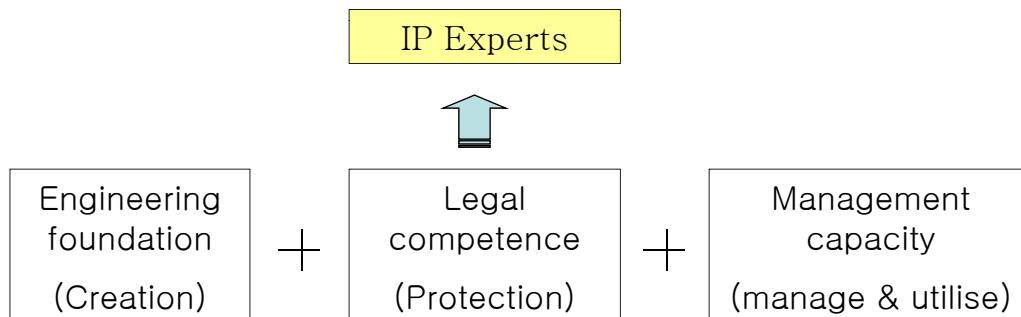 IP Experts
Engineering
foundation
(Creation)
+
Legal
competence
(Protection)
+
Management
capacity
(manage & utilise)